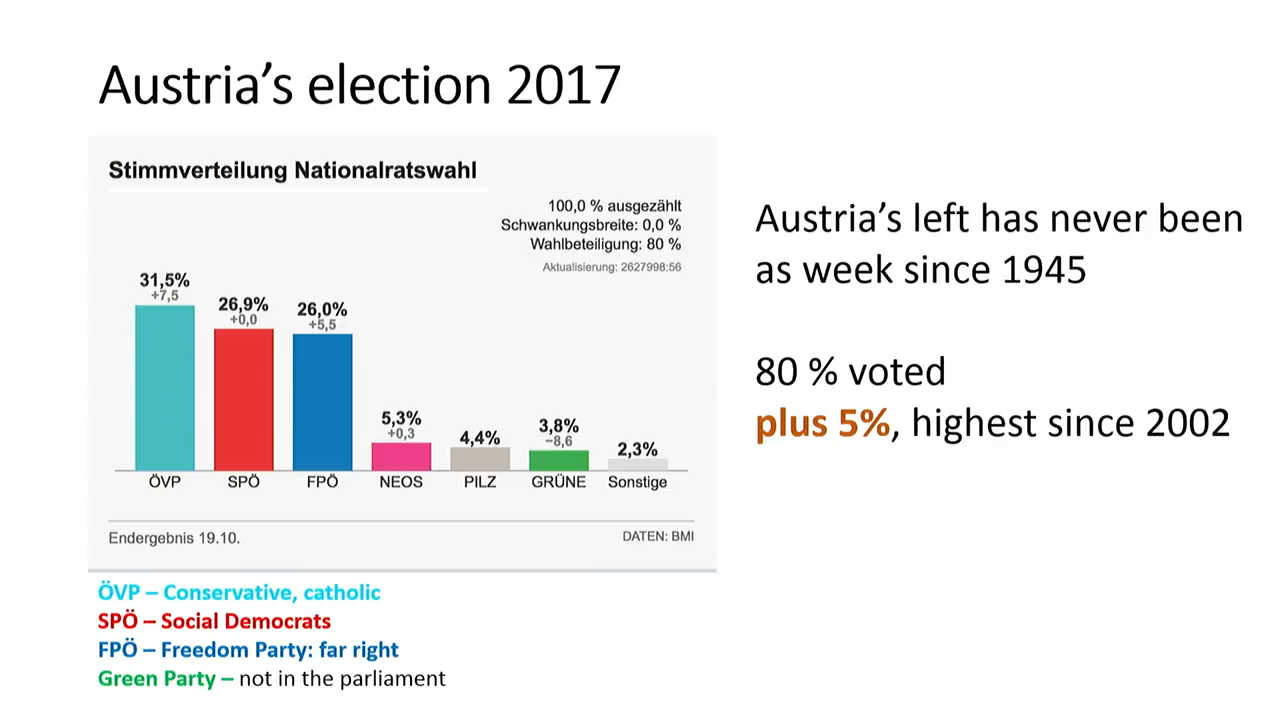 Austria's election 2017
Stimmverteilung Nationalratswahl
100,0 % ausgezählt
Schwankungsbreite: 0,0 %
Wahlbeteiligung: 80 %
Aktualisierung: 2627998:56
31,5%
+7,5
26,9%
+0,0
26,0%
+5,5
5,3%
+0,3
4,4%
3,8%
–8,6
2,3%
ÖVP SPÖ FPÖ NEOS PILZ GRÜNE Sonstige
Endergebnis 19.10. DATEN: BMI
ÖVP – Conservative, catholic
SPÖ – Social Democrats
FPÖ – Freedom Party: far right
Green Party – not in the parliament
Austria's left has never been
as week since 1945
80 % voted
plus 5%, highest since 2002